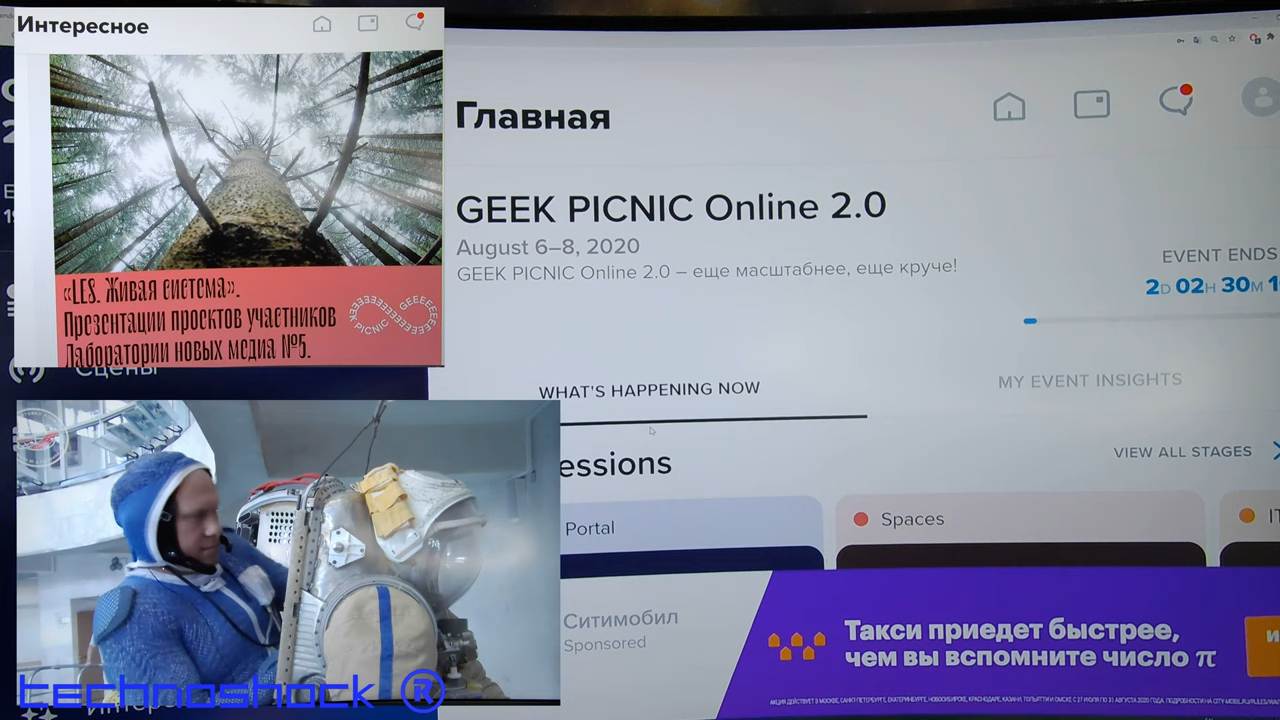 Интересное
«LES. Живая система».
Презентации проектов участников
Лаборатории новых медиа №5.
GEEK PICNIC
Сцены
Главная
GEEK PICNIC Online 2.0
August 6–8, 2020
GEEK PICNIC Online 2.0 – еще масштабнее, еще круче!
EVENT ENDS
2D 02H 30M 1
WHAT'S HAPPENING NOW
MY EVENT INSIGHTS
essions
VIEW ALL STAGES
Portal
Spaces
IT
Ситимобил
Sponsored
Такси приедет быстрее,
чем вы вспомните число π
technoshock ®